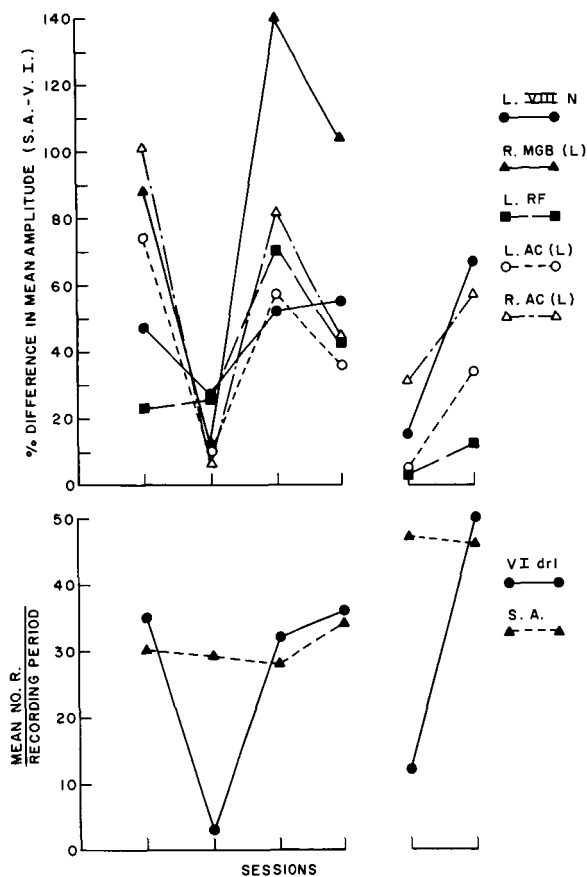 % DIFFERENCE IN MEAN AMPLITUDE (S.A.-V.I.)
140
120
100
80
60
40
20
0
L. VIII N
R. MGB (L)
L. RF
L. AC (L)
R. AC (L)
MEAN NO. R.
RECORDING PERIOD
50
40
30
20
10
0
VI drl
S.A.
SESSIONS